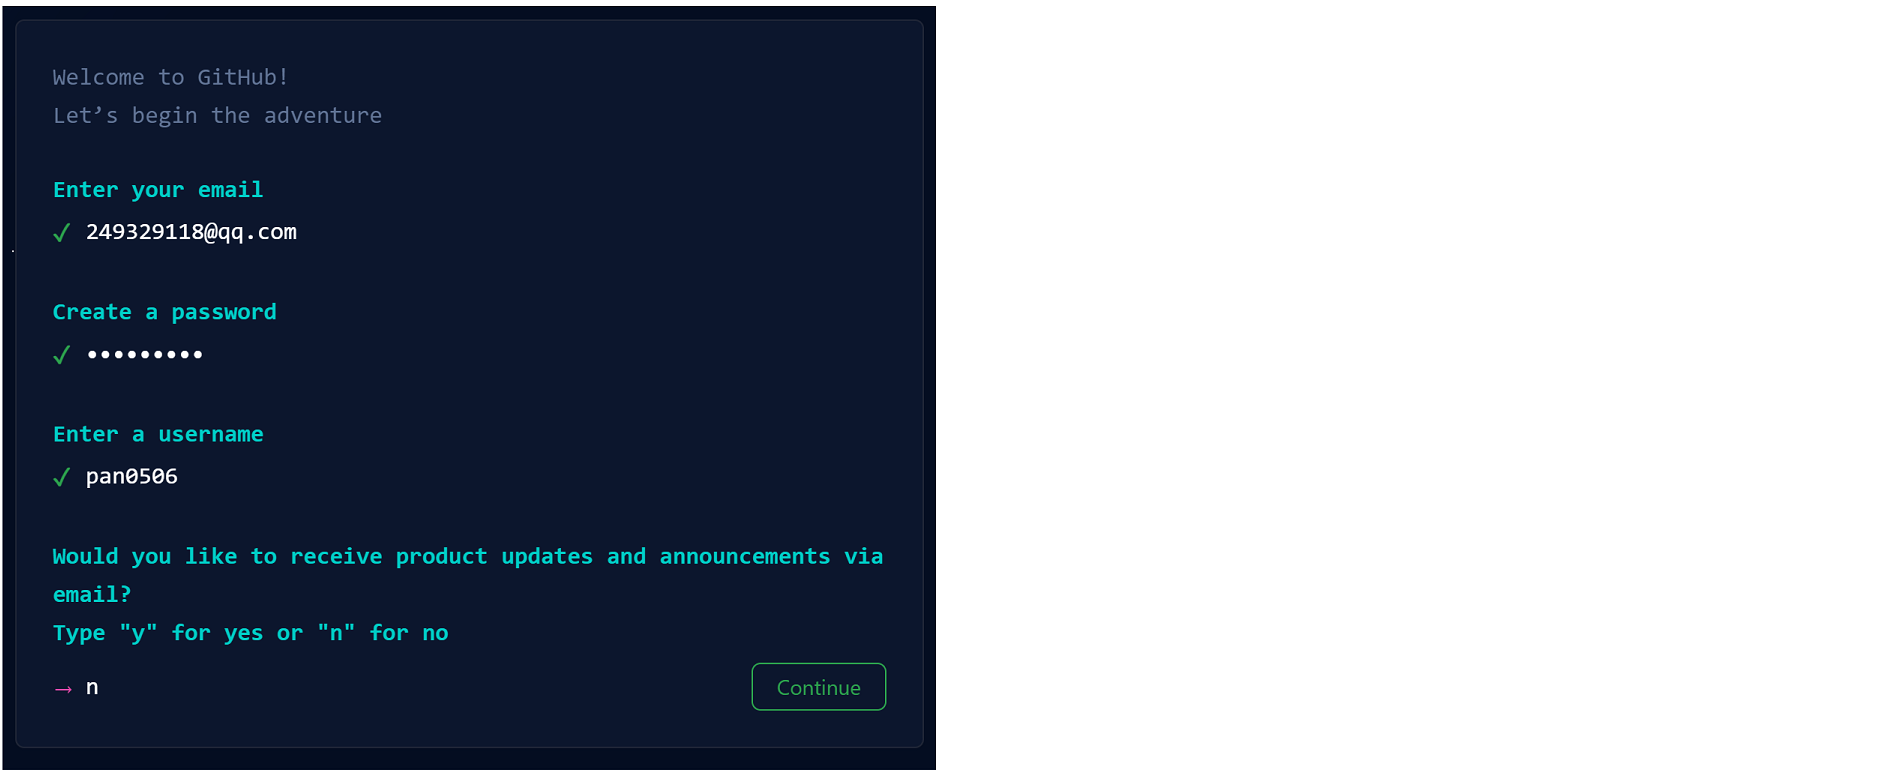 Welcome to GitHub!
Let’s begin the adventure
Enter your email
✓ 249329118@qq.com
Create a password
✓ •••••••••
Enter a username
✓ pan0506
Would you like to receive product updates and announcements via
email?
Type "y" for yes or "n" for no
→ n
Continue